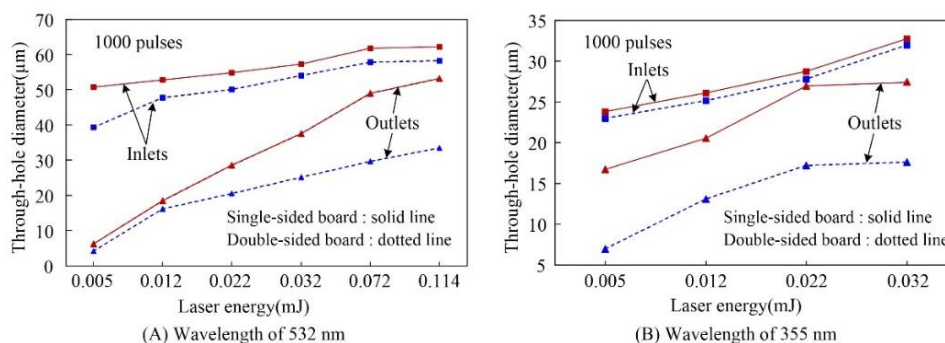 70
60
50
40
30
20
10
0
Through-hole diameter(μm)
1000 pulses
Inlets
Outlets
Single-sided board : solid line
Double-sided board : dotted line
0.005 0.012 0.022 0.032 0.072 0.114
Laser energy(mJ)
(A) Wavelength of 532 nm
35
30
25
20
15
10
5
Through-hole diameter(μm)
1000 pulses
Inlets
Outlets
Single-sided board : solid line
Double-sided board : dotted line
0.005 0.012 0.022 0.032
Laser energy(mJ)
(B) Wavelength of 355 nm